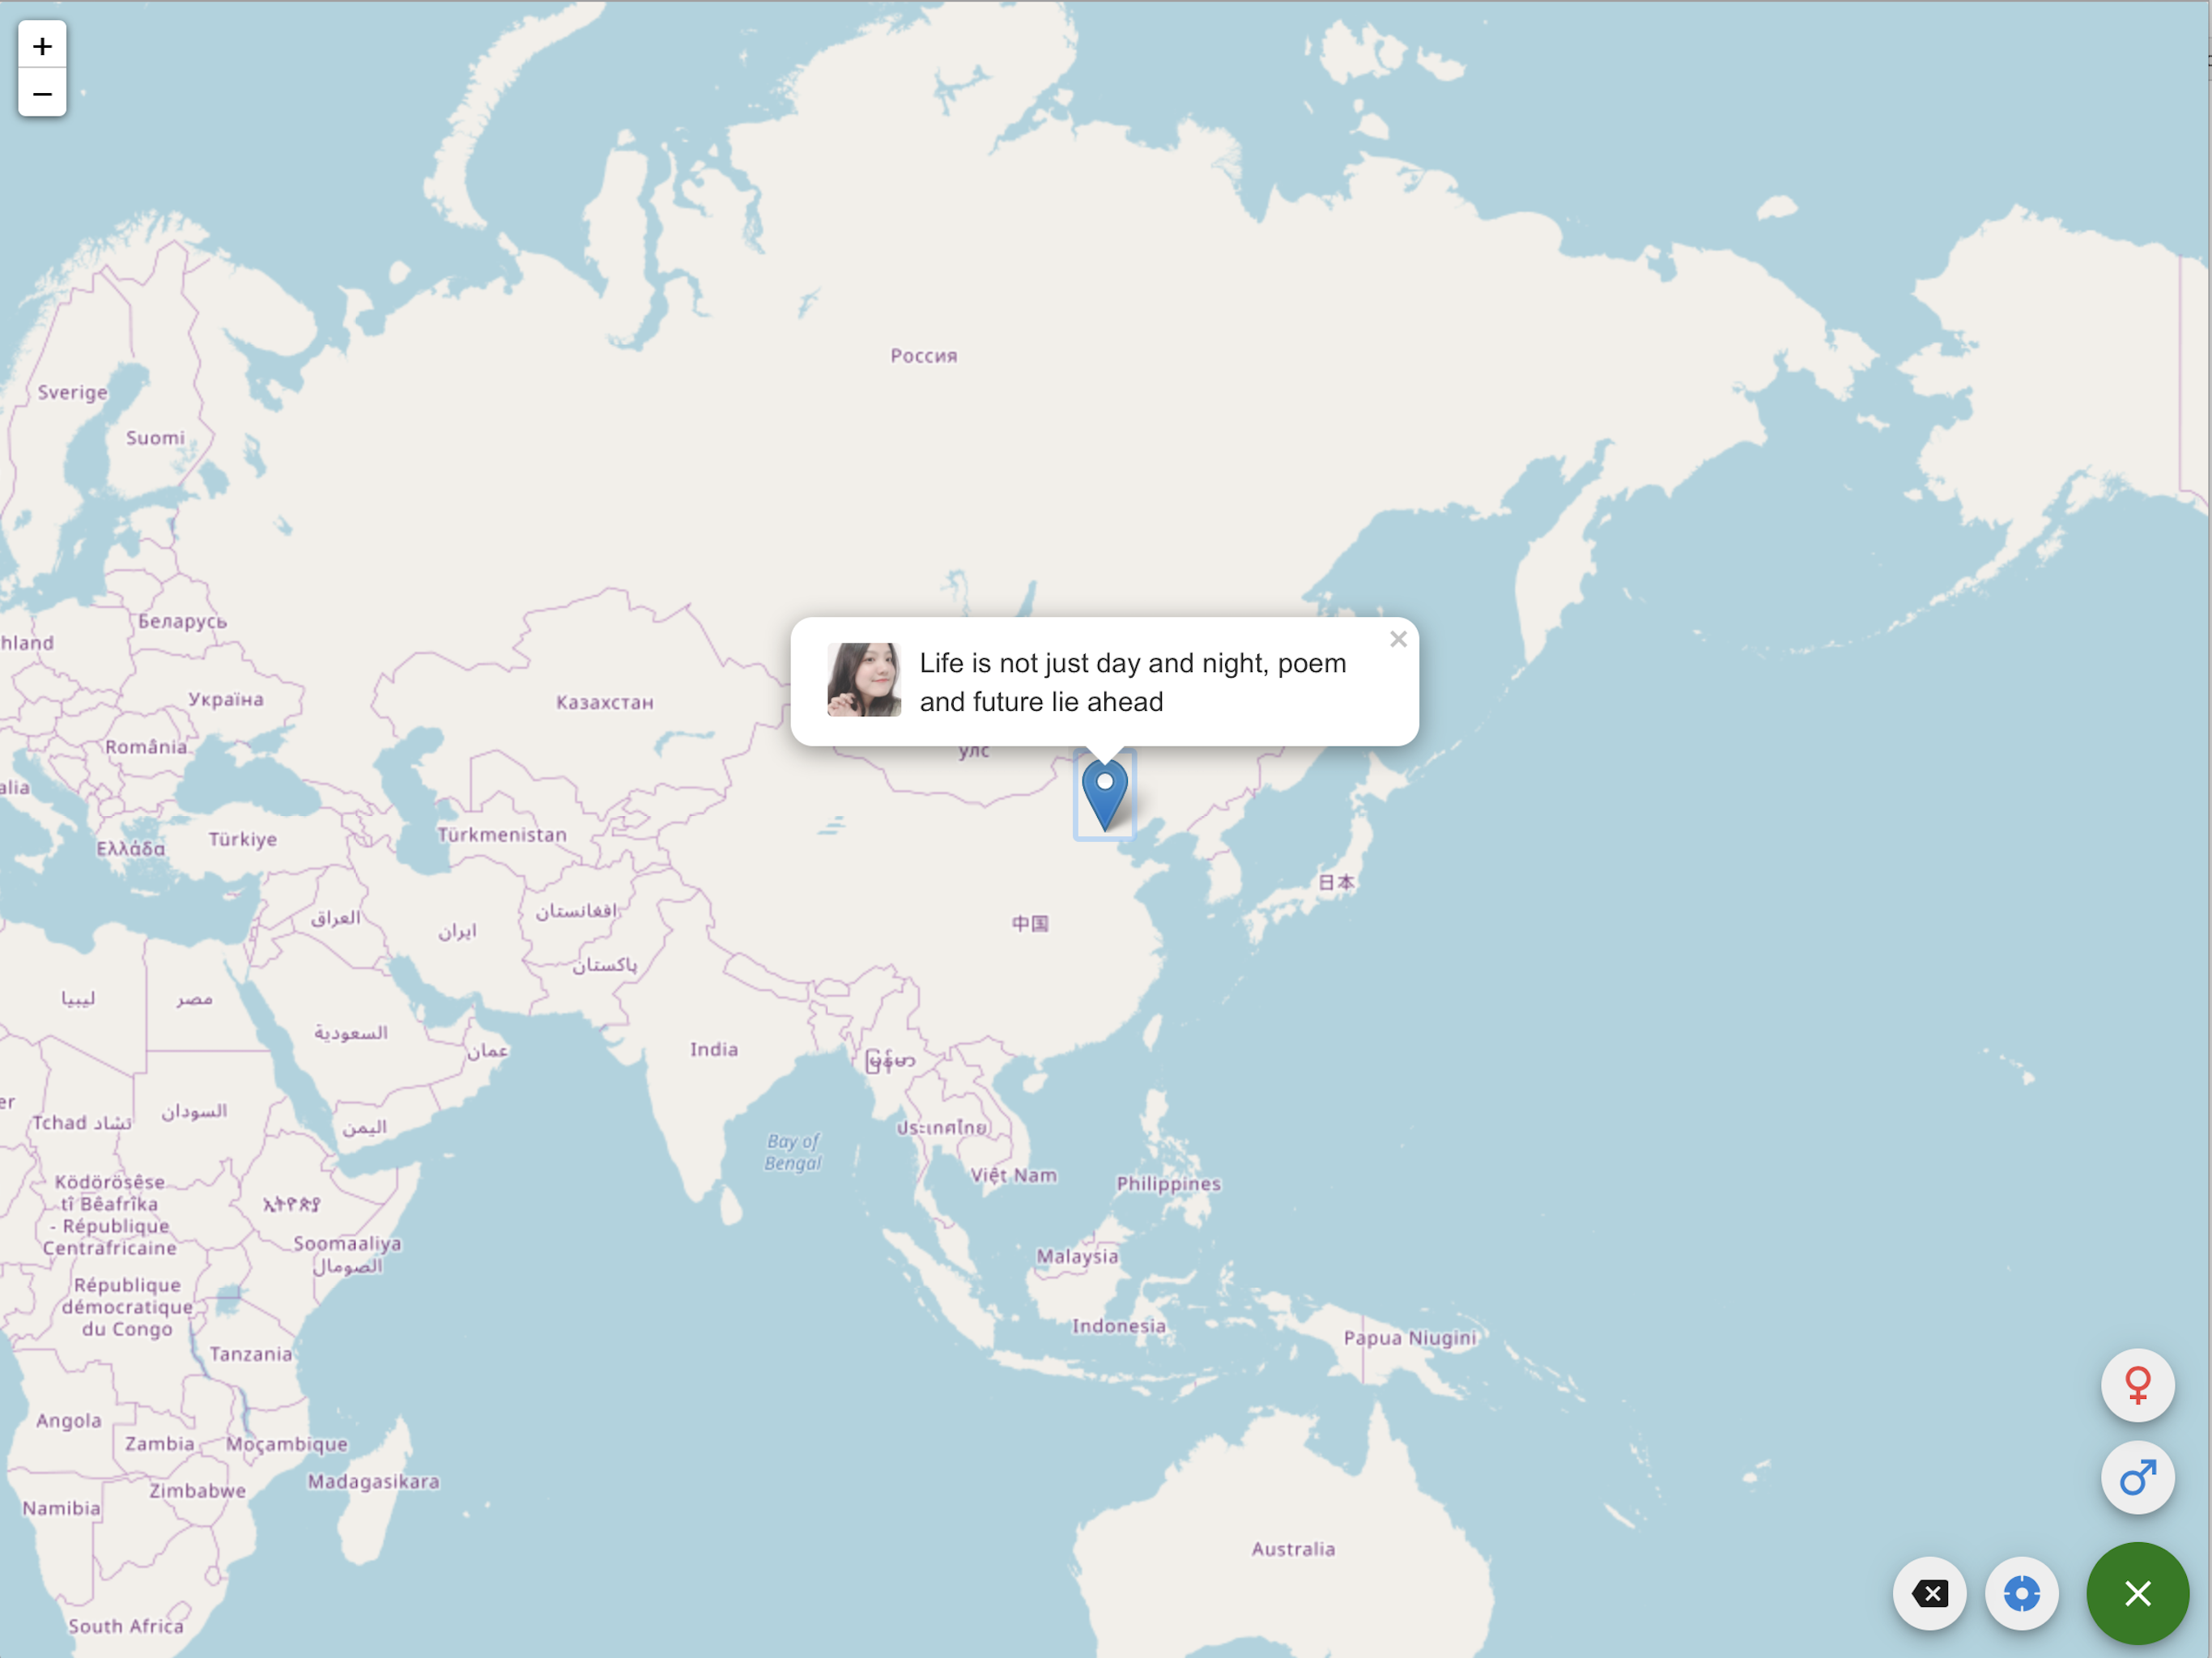 +
−
Россия
Sverige
Suomi
Беларусь
hland
Україна
Казахстан
Life is not just day and night, poem
and future lie ahead
×
România
улс
alia
Türkiye
Türkmenistan
Ελλάδα
日本
افغانستان
العراق
ایران
中国
پاکستان
ليبيا
مصر
السعودية
عمان
India
မြန်မာ
er
Tchad تشاد
السودان
اليمن
ประเทศไทย
Bay of
Bengal
Việt Nam
Philippines
Ködörösêse
tî Bêafrîka
- République
Centrafricaine
ኢትዮጵያ
Soomaaliya
الصومال
Malaysia
République
démocratique
du Congo
Indonesia
Papua Niugini
Tanzania
Angola
Zambia
Moçambique
Madagasikara
Zimbabwe
Namibia
Australia
South Africa